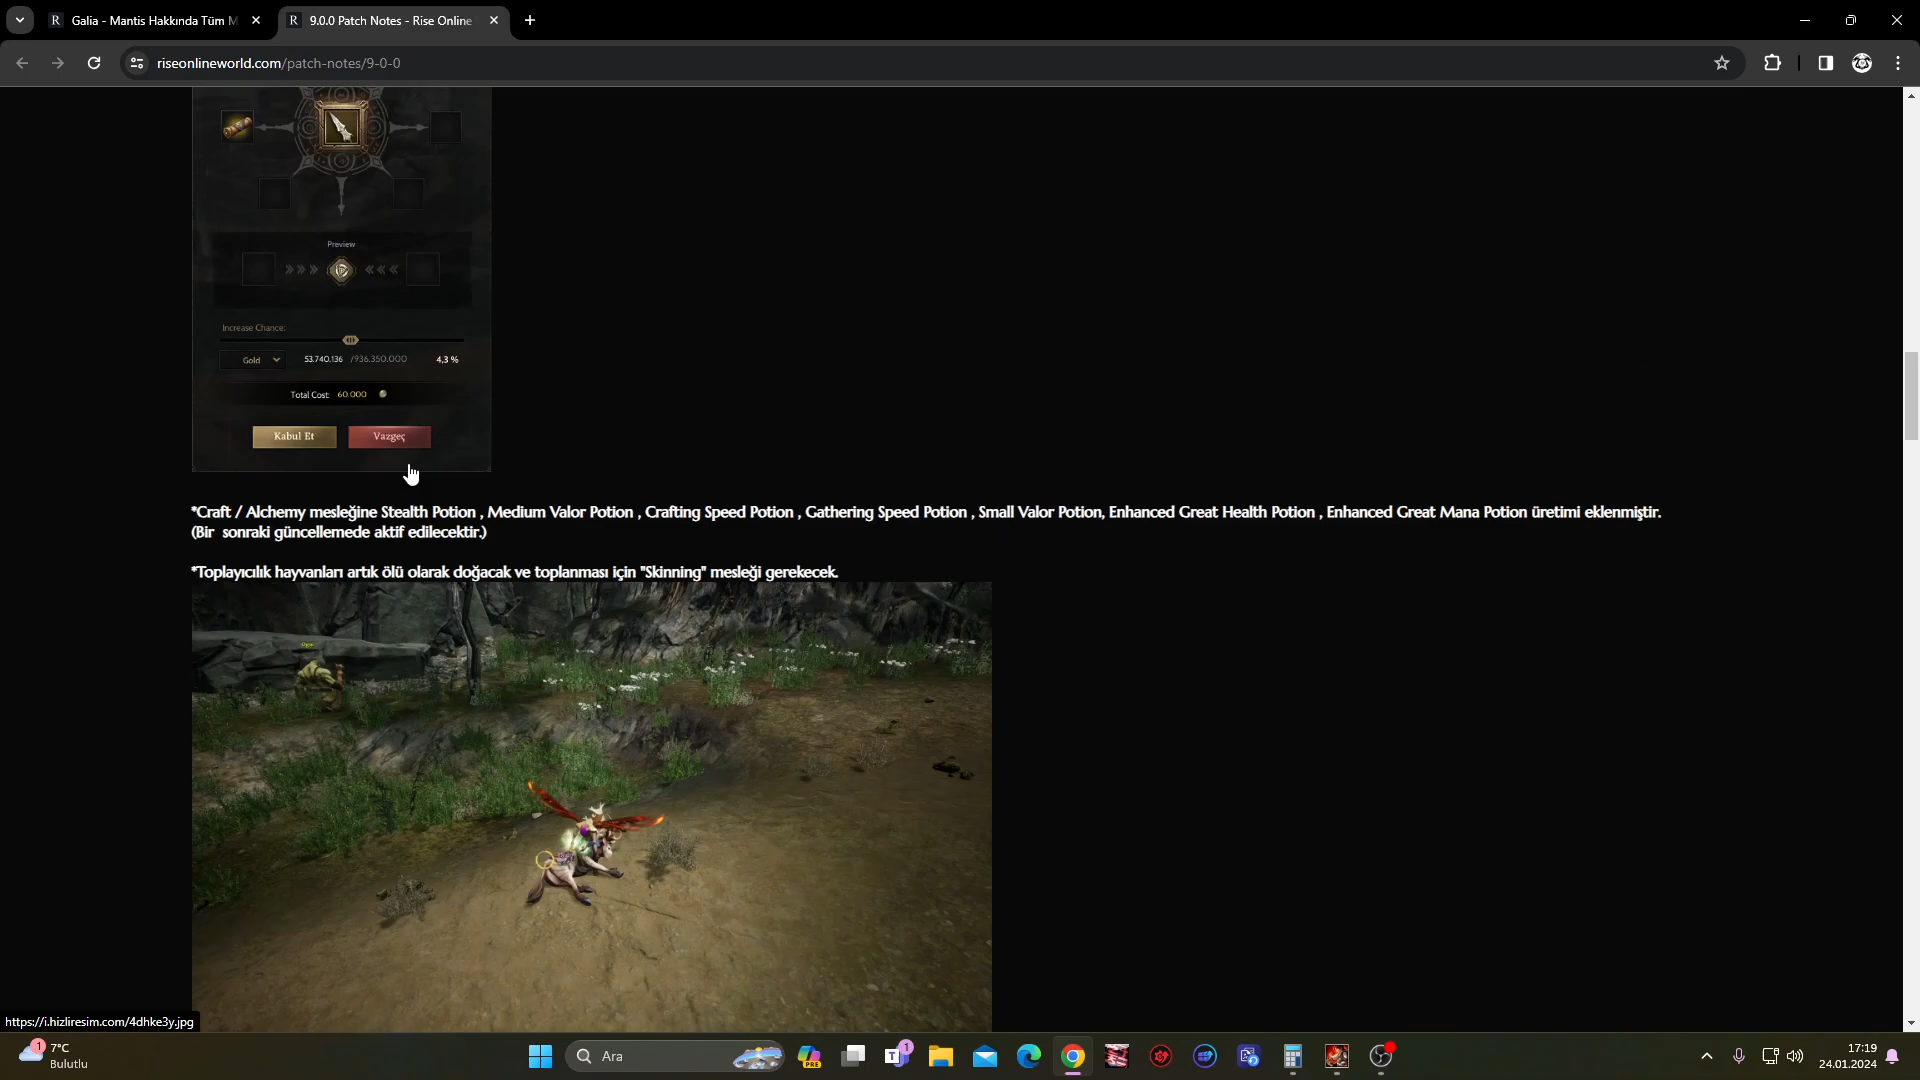 Galia - Mantis Hakkında Tüm M
9.0.0 Patch Notes - Rise Online
riseonlineworld.com/patch-notes/9-0-0
Preview
Increase Chance:
Gold 53.740.136 /936.350.000 4,3 %
Total Cost: 60.000
Kabul Et Vazgeç
*Craft / Alchemy mesleğine Stealth Potion , Medium Valor Potion , Crafting Speed Potion , Gathering Speed Potion , Small Valor Potion, Enhanced Great Health Potion , Enhanced Great Mana Potion üretimi eklenmiştir.
(Bir sonraki güncellemede aktif edilecektir.)
*Toplayıcılık hayvanları artık ölü olarak doğacak ve toplanması için "Skinning" mesleği gerekecek.
https://i.hizliresim.com/4dhke3y.jpg
1
7°C
Bulutlu
Ara
PRE
1
17:19
24.01.2024